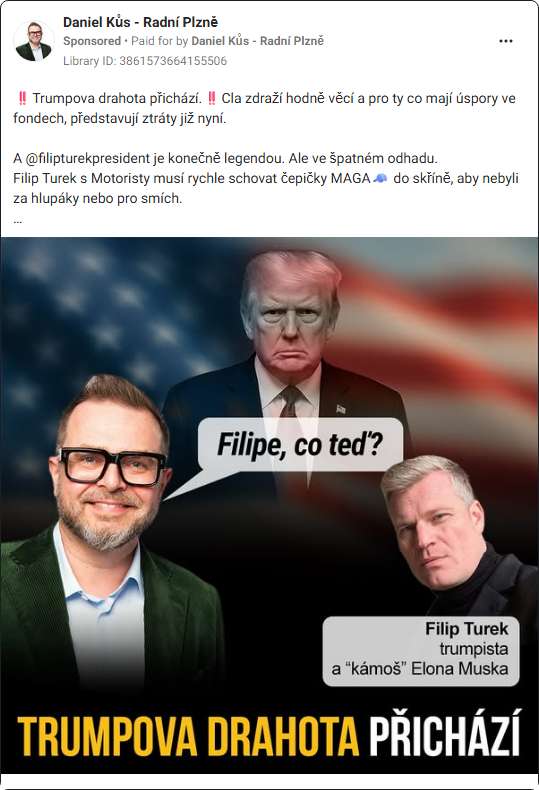 Daniel Kůs - Radní Plzně
Sponsored • Paid for by Daniel Kůs - Radní Plzně
Library ID: 3861573664155506
‼️ Trumpova drahota přichází. ‼️ Cla zdraží hodně věcí a pro ty co mají úspory ve
fondech, představují ztráty již nyní.
A @filipturekpresident je konečně legendou. Ale ve špatném odhadu.
Filip Turek s Motoristy musí rychle schovat čepičky MAGA🧢 do skříně, aby nebyli
za hlupáky nebo pro smích.
...
Filipe, co teď?
Filip Turek
trumpista
a "kámoš" Elona Muska
TRUMPOVA DRAHOTA PŘICHÁZÍ